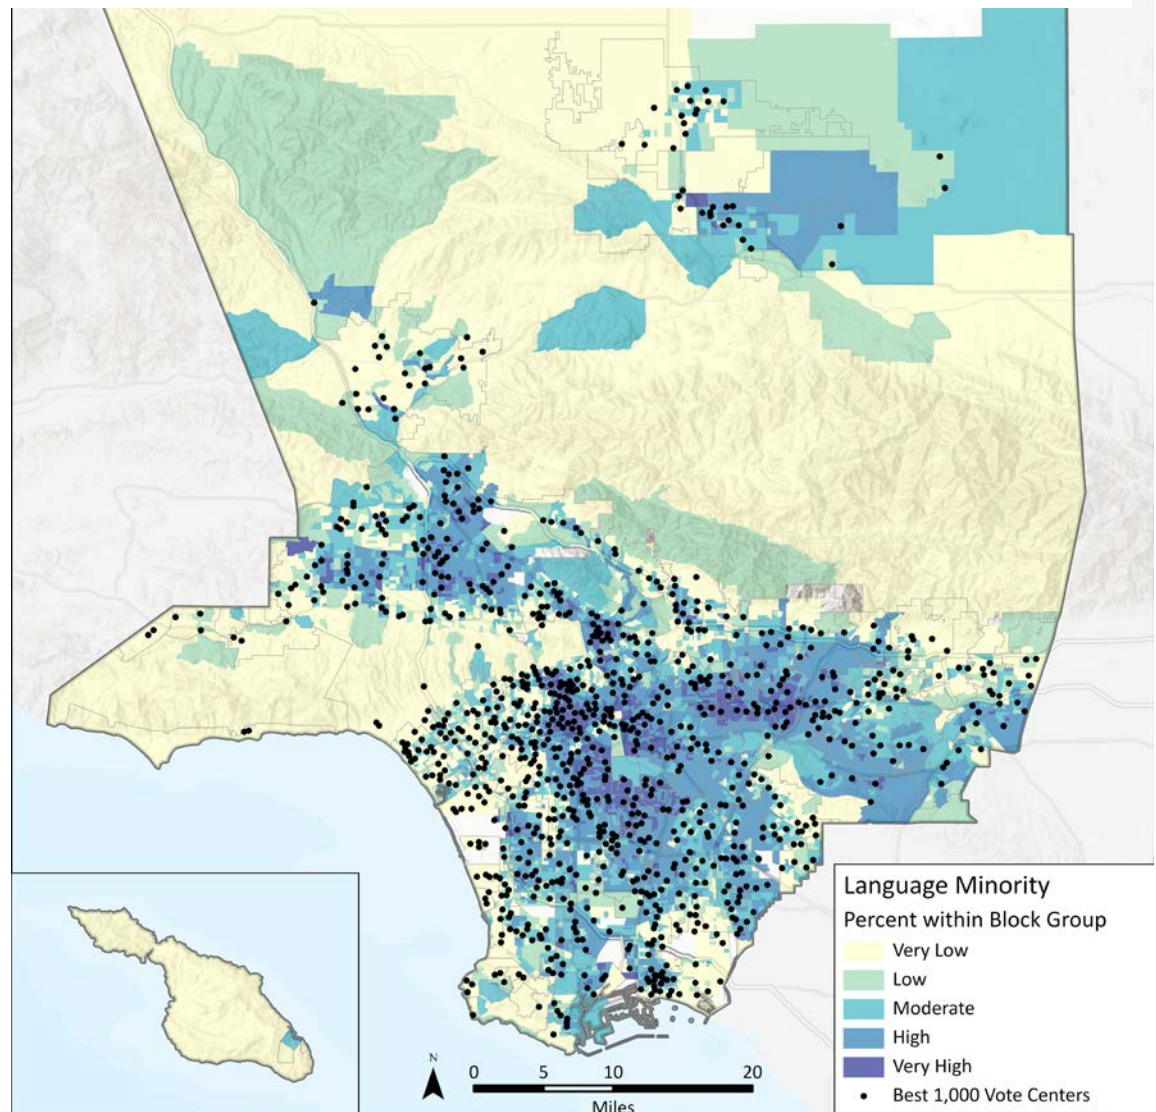 Language Minority
Percent within Block Group
Very Low
Low
Moderate
High
Very High
Best 1,000 Vote Centers
N
0 5 10 20
Miles